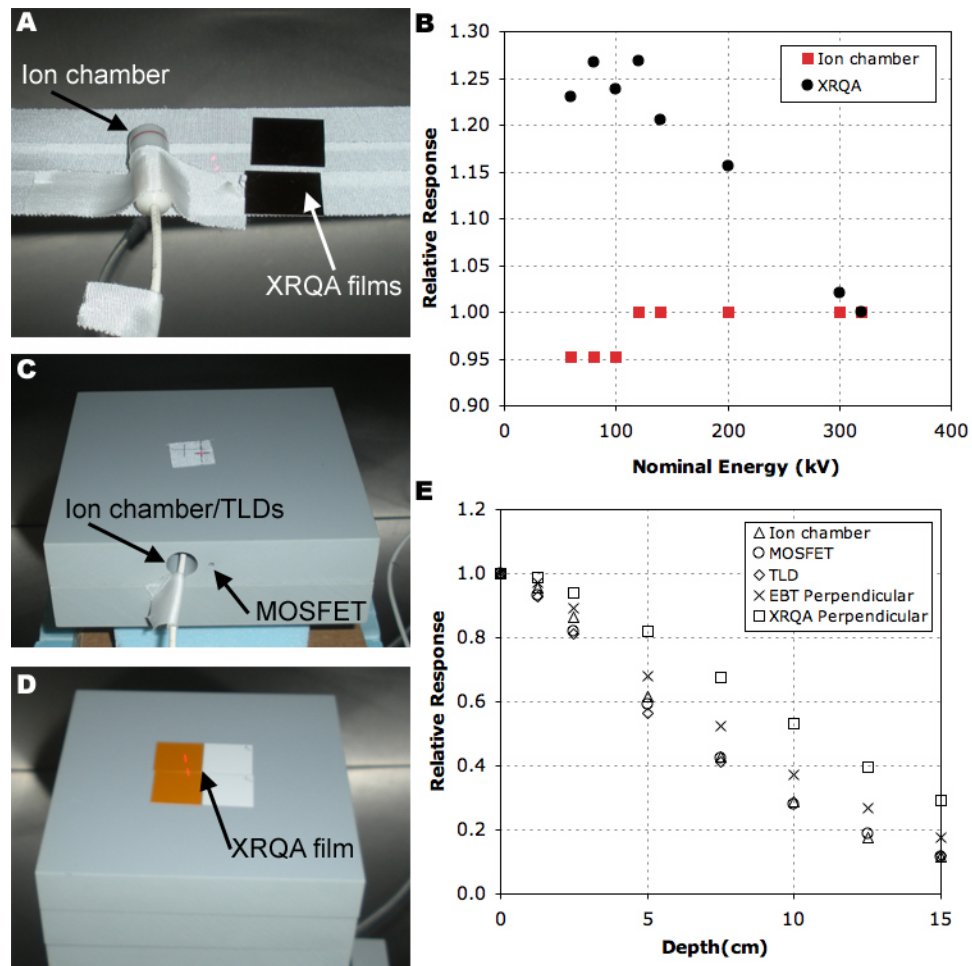 A
Ion chamber
XRQA films
B
1.30
1.25
1.20
1.15
1.10
1.05
1.00
0.95
0.90
Relative Response
Ion chamber
XRQA
0
100
200
300
400
Nominal Energy (kV)
C
Ion chamber/TLDs
MOSFET
D
XRQA film
E
1.2
1.0
0.8
0.6
0.4
0.2
0.0
Relative Response
Ion chamber
MOSFET
TLD
EBT Perpendicular
XRQA Perpendicular
0
5
10
15
Depth(cm)